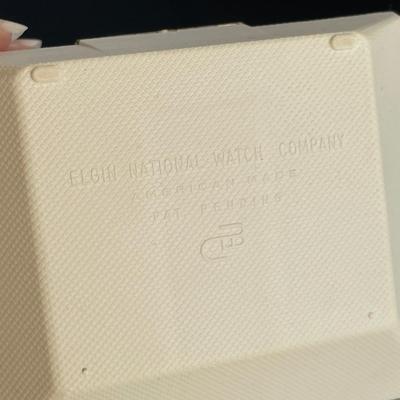 ELGIN NATIONAL WATCH COMPANY
AMERICAN MADE
PAT. PENDING